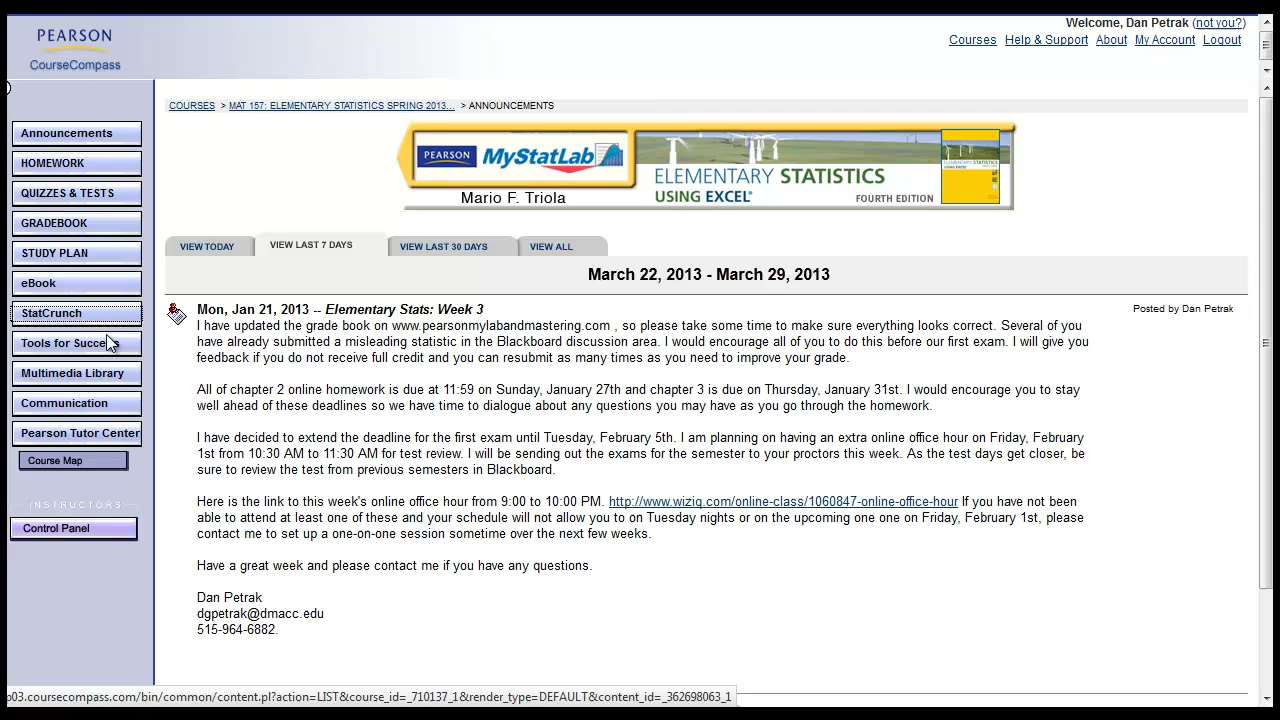 Welcome, Dan Petrak (not you?)
PEARSON
CourseCompass
Courses Help & Support About My Account Logout
COURSES > MAT 157: ELEMENTARY STATISTICS SPRING 2013... > ANNOUNCEMENTS
Announcements
HOMEWORK
QUIZZES & TESTS
GRADEBOOK
STUDY PLAN
eBook
StatCrunch
Tools for Success
Multimedia Library
Communication
Pearson Tutor Center
Course Map
INSTRUCTORS
Control Panel
PEARSON MyStatLab
Mario F. Triola
ELEMENTARY STATISTICS
USING EXCEL®
FOURTH EDITION
VIEW TODAY VIEW LAST 7 DAYS VIEW LAST 30 DAYS VIEW ALL
March 22, 2013 - March 29, 2013
Mon, Jan 21, 2013 -- Elementary Stats: Week 3
Posted by Dan Petrak
I have updated the grade book on www.pearsonmylabandmastering.com , so please take some time to make sure everything looks correct. Several of you
have already submitted a misleading statistic in the Blackboard discussion area. I would encourage all of you to do this before our first exam. I will give you
feedback if you do not receive full credit and you can resubmit as many times as you need to improve your grade.
All of chapter 2 online homework is due at 11:59 on Sunday, January 27th and chapter 3 is due on Thursday, January 31st. I would encourage you to stay
well ahead of these deadlines so we have time to dialogue about any questions you may have as you go through the homework.
I have decided to extend the deadline for the first exam until Tuesday, February 5th. I am planning on having an extra online office hour on Friday, February
1st from 10:30 AM to 11:30 AM for test review. I will be sending out the exams for the semester to your proctors this week. As the test days get closer, be
sure to review the test from previous semesters in Blackboard.
Here is the link to this week's online office hour from 9:00 to 10:00 PM. http://www.wiziq.com/online-class/1060847-online-office-hour If you have not been
able to attend at least one of these and your schedule will not allow you to on Tuesday nights or on the upcoming one one on Friday, February 1st, please
contact me to set up a one-on-one session sometime over the next few weeks.
Have a great week and please contact me if you have any questions.
Dan Petrak
dgpetrak@dmacc.edu
515-964-6882.
p03.coursecompass.com/bin/common/content.pl?action=LIST&course_id=_710137_1&render_type=DEFAULT&content_id=_362698063_1